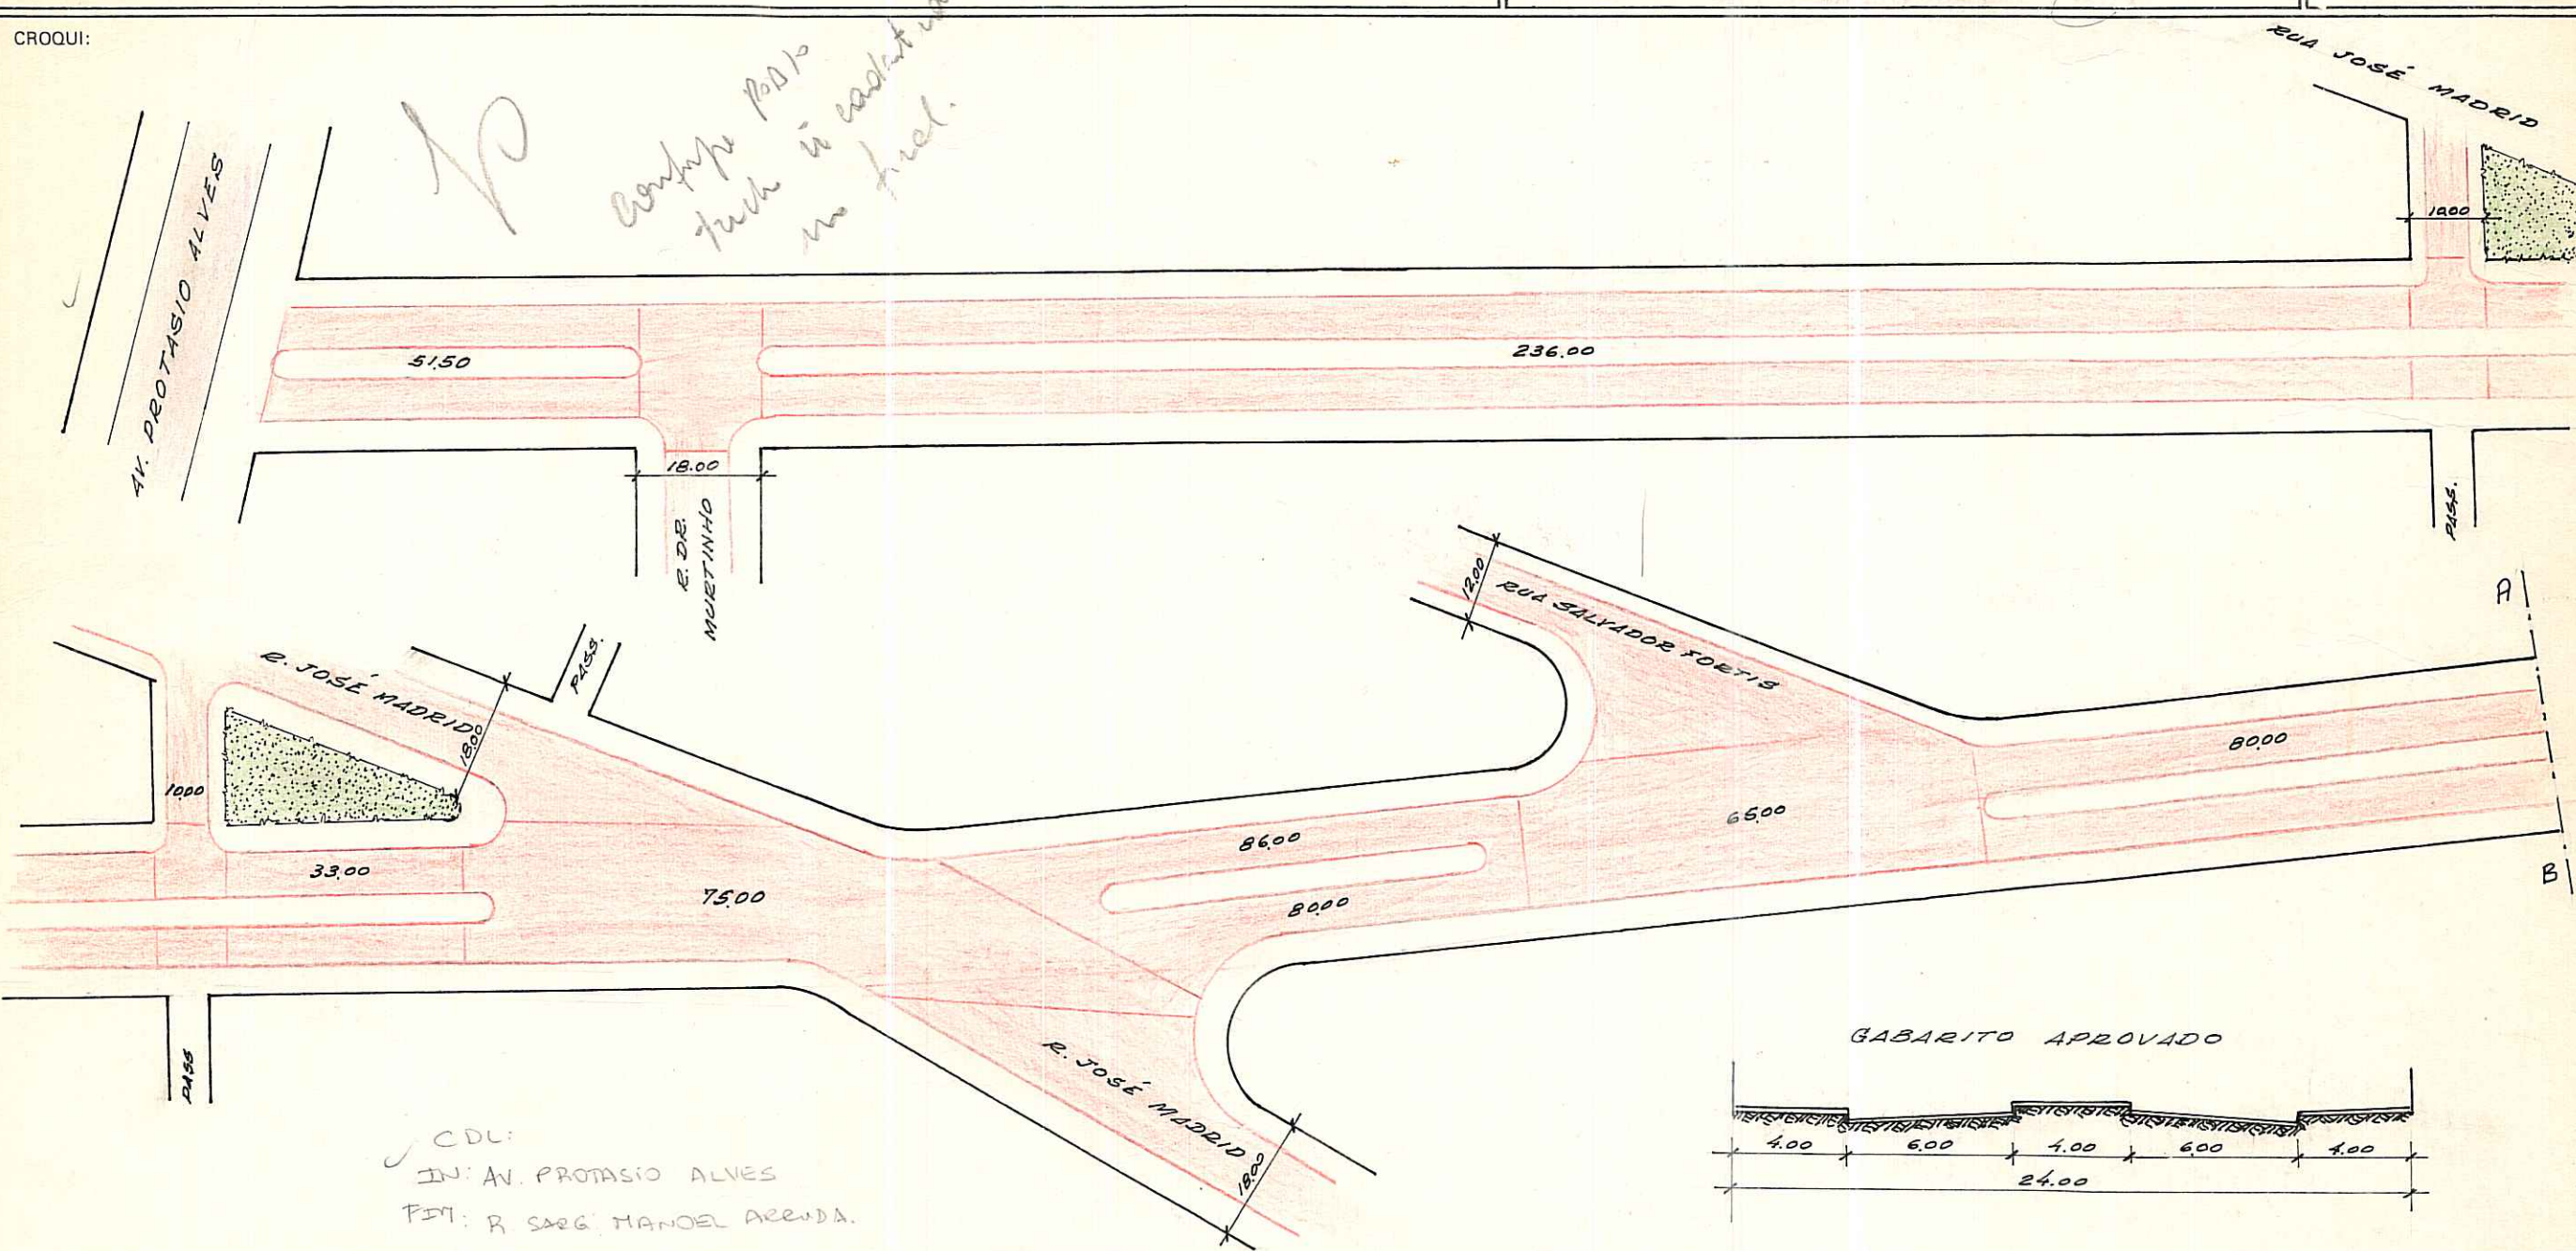 CROQUI:
RUA JOSÉ MADRID
AV. PROTASIO ALVES
10.00
51.50
236.00
18.00
R. DR.
MURTINHO
PASS.
12.00
RUA SALVADOR FORTIS
A
PASS.
R. JOSÉ MADRID
18.00
80.00
10.00
86.00
65.00
33.00
75.00
80.00
B
PASS
GABARITO APROVADO
R. JOSÉ MADRID
18.00
4.00 6.00 4.00 6.00 4.00
24.00
CDL:
IN: AV. PROTASIO ALVES
FIM: R SARG. MANOEL ARRUDA.